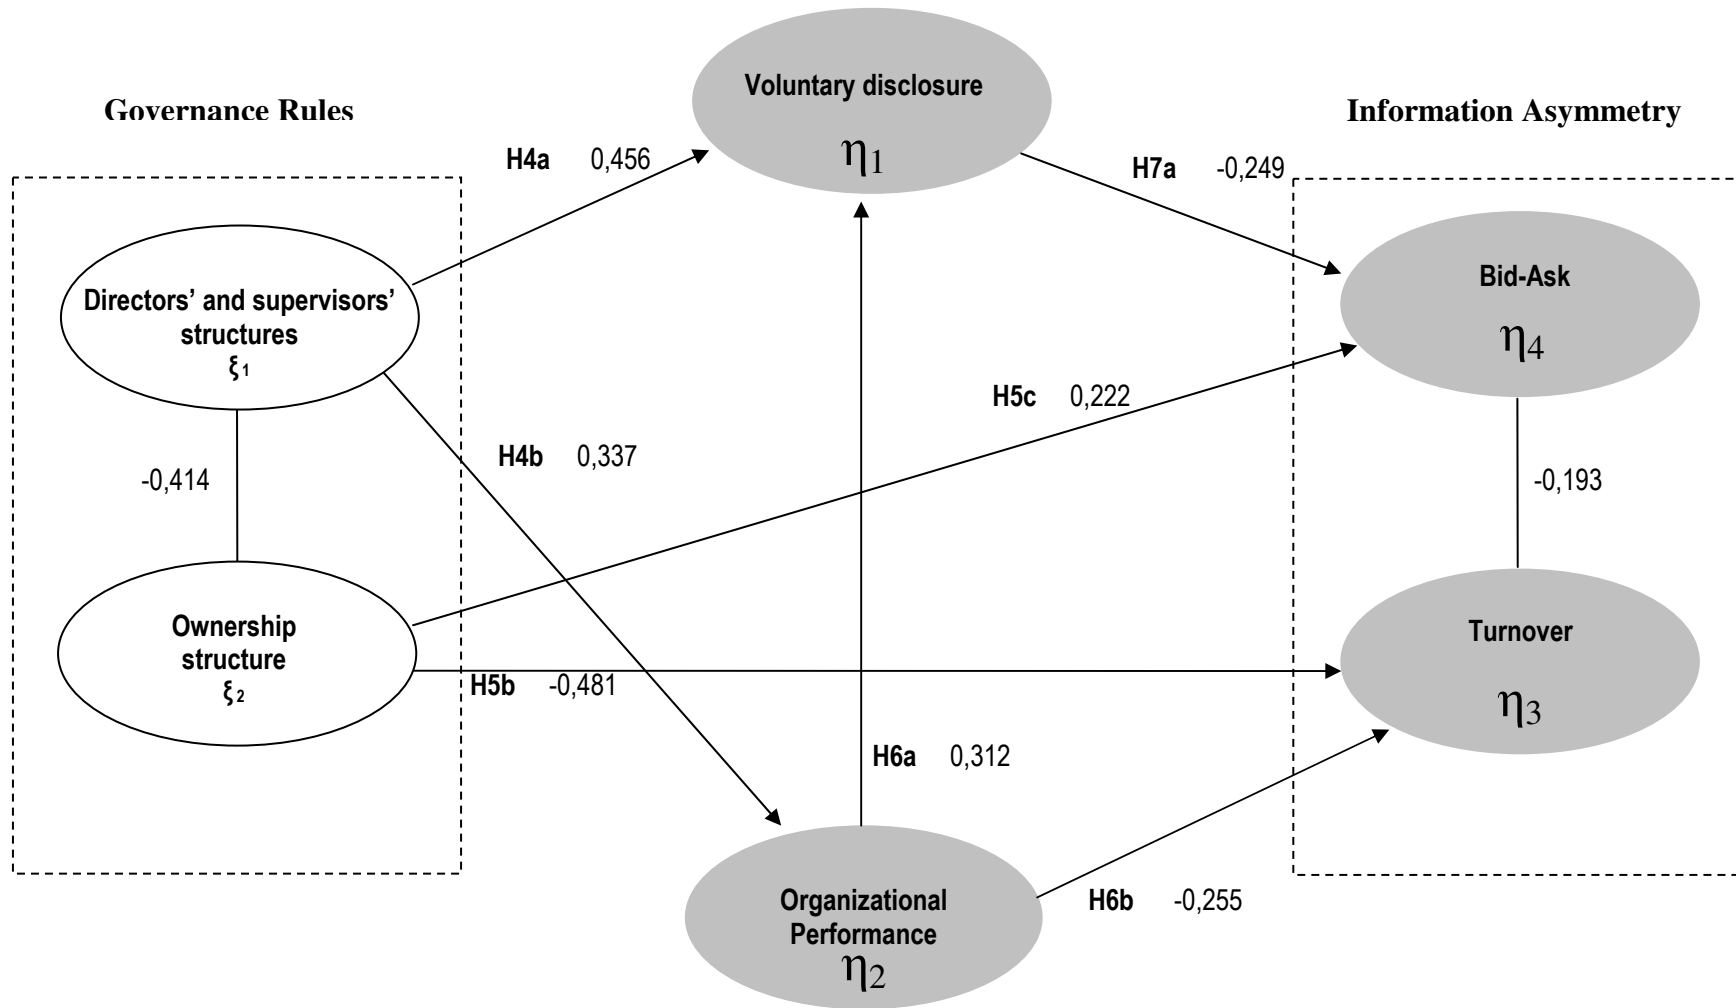 Voluntary disclosure
η1
Governance Rules
Information Asymmetry
H4a 0,456
H7a -0,249
Directors’ and supervisors’
structures
ξ1
Bid-Ask
η4
H5c 0,222
H4b 0,337
-0,414
-0,193
Ownership
structure
ξ2
Turnover
η3
H5b -0,481
H6a 0,312
Organizational
Performance
η2
H6b -0,255